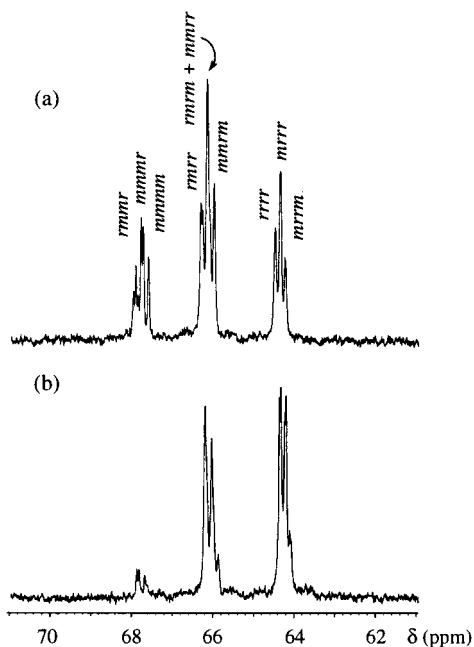 (a)
rmmr
mmmr
mmmm
rmrr
rmrm + mmrr
mmrm
rrrr
mrrr
mrrm
(b)
70 68 66 64 62 δ (ppm)